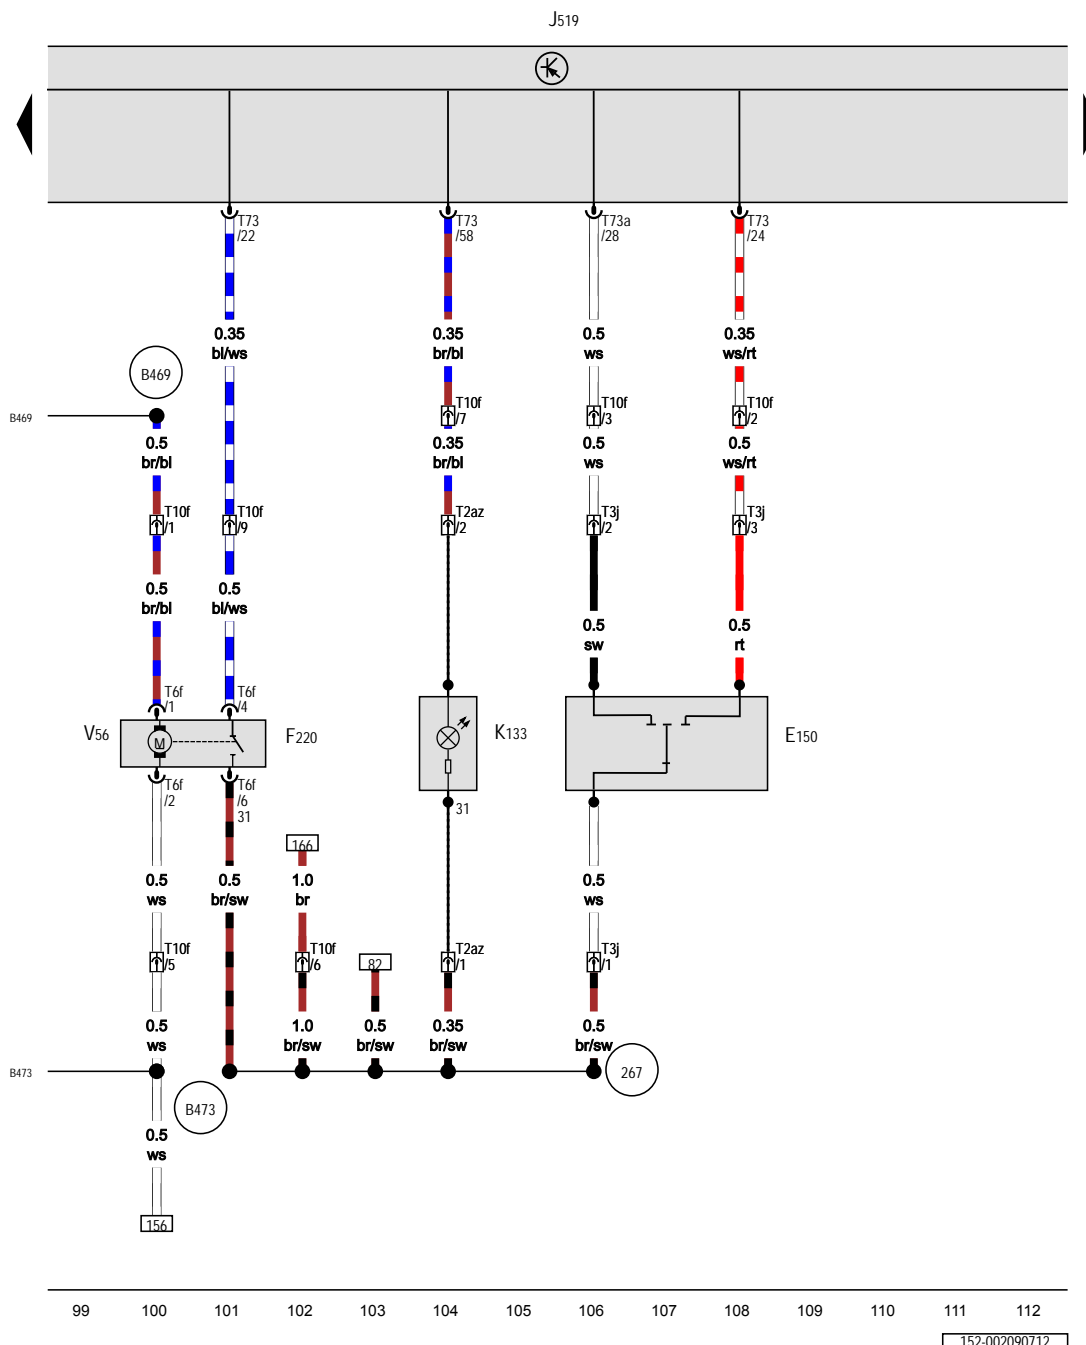 J519
T73 T73 T73a T73
/22 /58 /28 /24
0.35 0.35 0.5 0.35
bl/ws br/bl ws ws/rt
B469
T10f T10f T10f
B469 /7 /3 /2
0.5 0.35 0.5 0.5
br/bl br/bl ws ws/rt
T10f T10f T2az T3j T3j
/1 /9 /2 /2 /3
0.5 0.5
br/bl bl/ws
0.5 0.5
sw rt
T6f T6f
/1 /4
V56 M F220 K133 E150
T6f T6f
/2 /6
31 31
166
0.5 0.5 1.0 0.5
ws br/sw br ws
T10f T10f T2az T3j
/5 /6 82 /1 /1
0.5 1.0 0.5 0.35 0.5
ws br/sw br/sw br/sw br/sw
B473 267
B473
0.5
ws
156
99 100 101 102 103 104 105 106 107 108 109 110 111 112
152-002090712